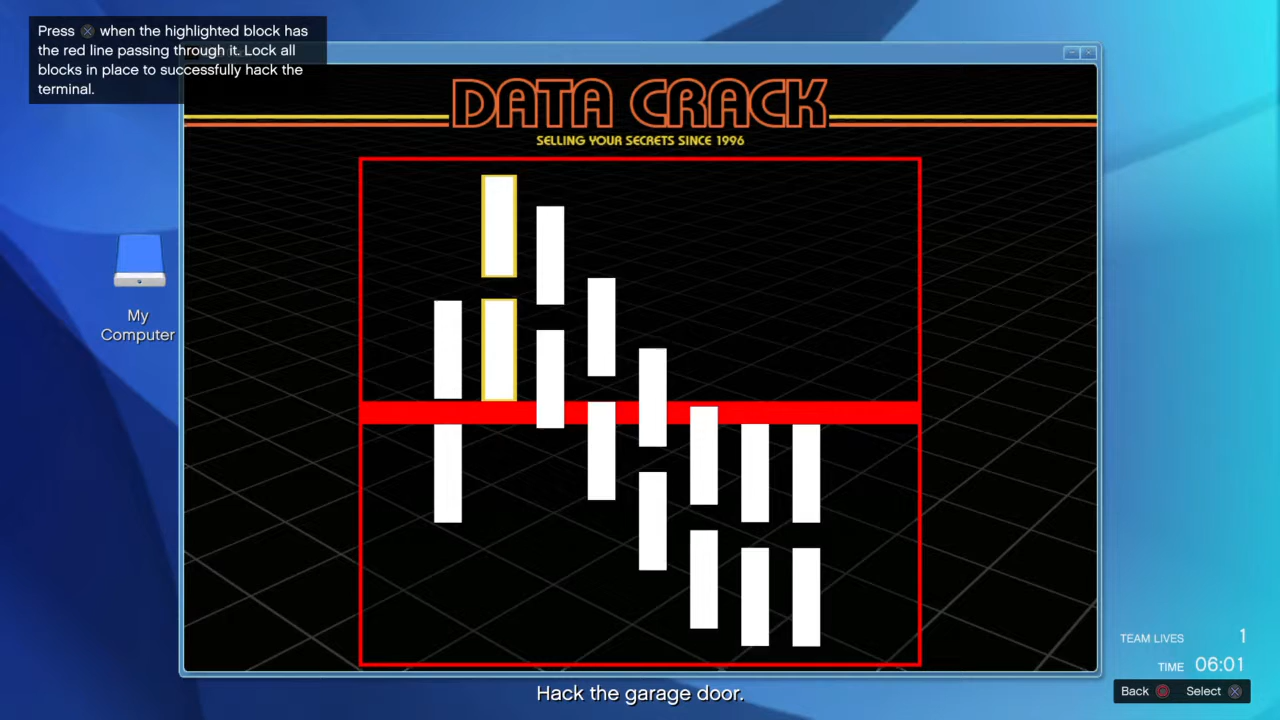 Press ⊗ when the highlighted block has
the red line passing through it. Lock all
blocks in place to successfully hack the
terminal.
DATA CRACK
SELLING YOUR SECRETS SINCE 1996
My
Computer
TEAM LIVES 1
TIME 06:01
Back Select
Hack the garage door.